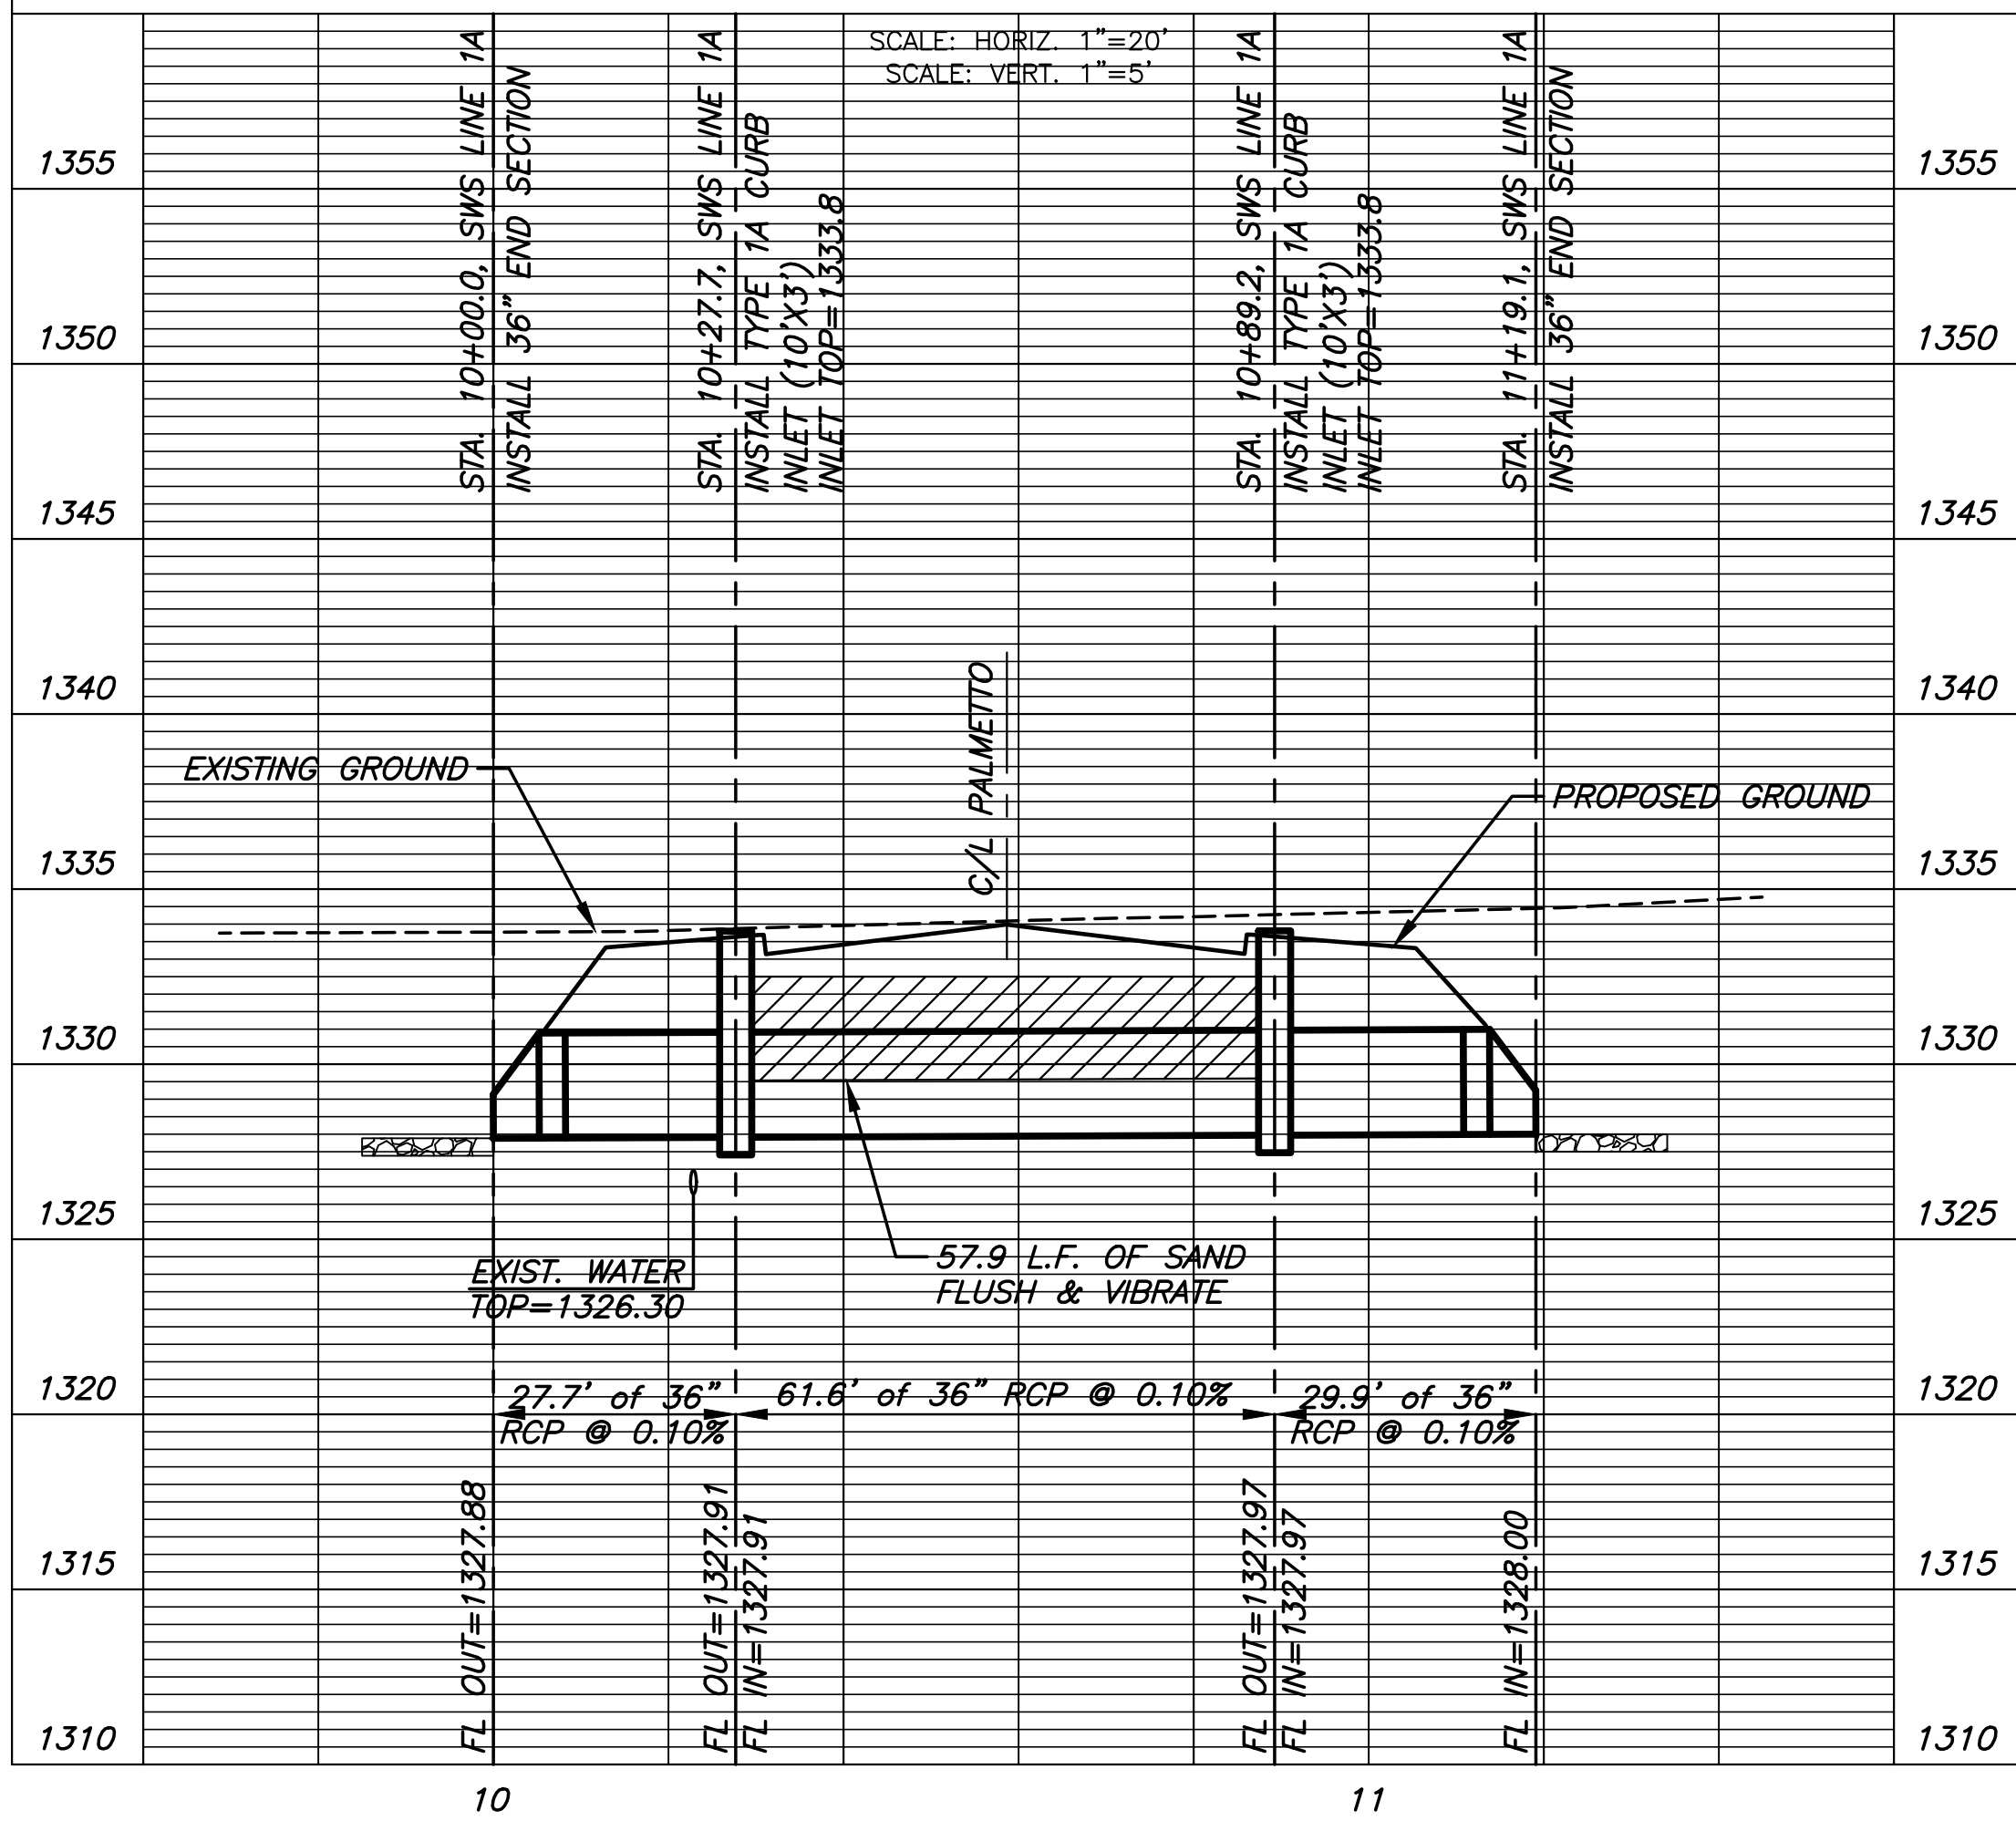 SCALE: HORIZ. 1"=20'
SCALE: VERT. 1"=5'
STA. 10+00.0, SWS LINE 1A
INSTALL 36" END SECTION
STA. 10+27.7, SWS LINE 1A
INSTALL TYPE 1A CURB
INLET (10'X3')
INLET TOP=1333.8
STA. 10+89.2, SWS LINE 1A
INSTALL TYPE 1A CURB
INLET (10'X3')
INLET TOP=1333.8
STA. 11+19.1, SWS LINE 1A
INSTALL 36" END SECTION
1355 1355
1350 1350
1345 1345
1340 1340
C/L PALMETTO
EXISTING GROUND
PROPOSED GROUND
1335 1335
1330 1330
1325 1325
57.9 L.F. OF SAND
FLUSH & VIBRATE
EXIST. WATER
TOP=1326.30
1320 1320
27.7' of 36"
RCP @ 0.10%
61.6' of 36" RCP @ 0.10%
29.9' of 36"
RCP @ 0.10%
FL OUT=1327.88
FL OUT=1327.91
FL IN=1327.91
FL OUT=1327.97
FL IN=1327.97
FL IN=1328.00
1315 1315
1310 1310
10 11